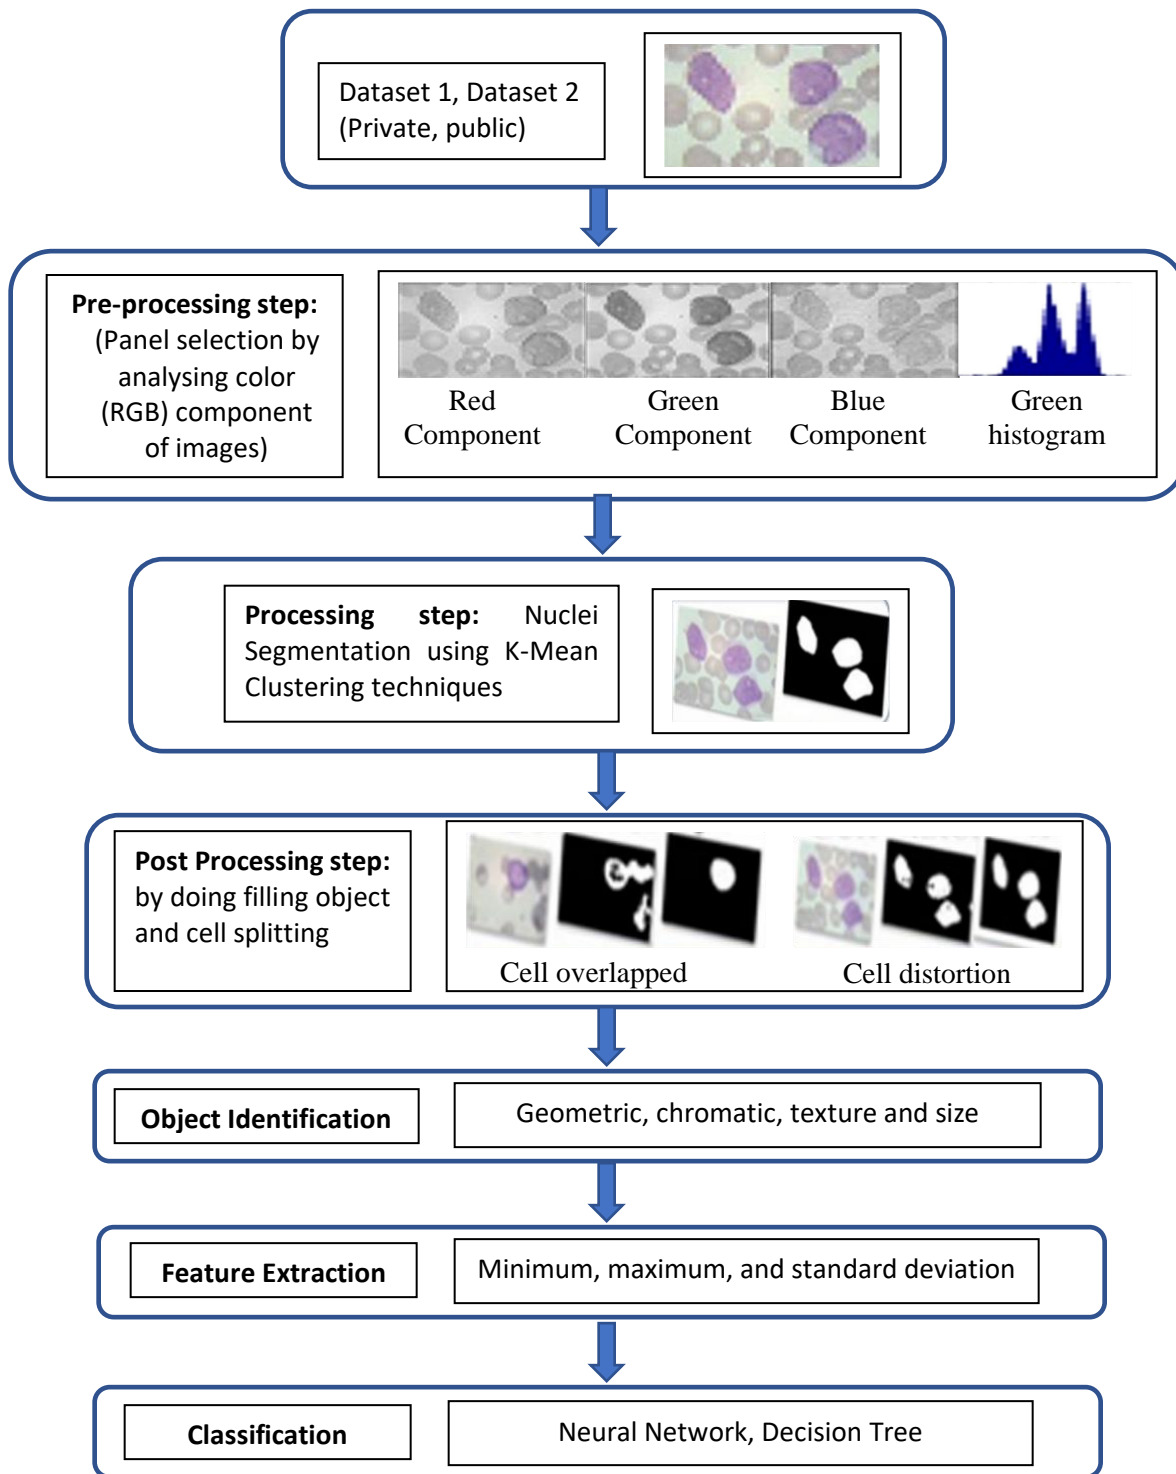 Dataset 1, Dataset 2
(Private, public)
Pre-processing step:
(Panel selection by
analysing color
(RGB) component
of images)
Red
Component
Green
Component
Blue
Component
Green
histogram
Processing step: Nuclei
Segmentation using K-Mean
Clustering techniques
Post Processing step:
by doing filling object
and cell splitting
Cell overlapped
Cell distortion
Object Identification
Geometric, chromatic, texture and size
Feature Extraction
Minimum, maximum, and standard deviation
Classification
Neural Network, Decision Tree